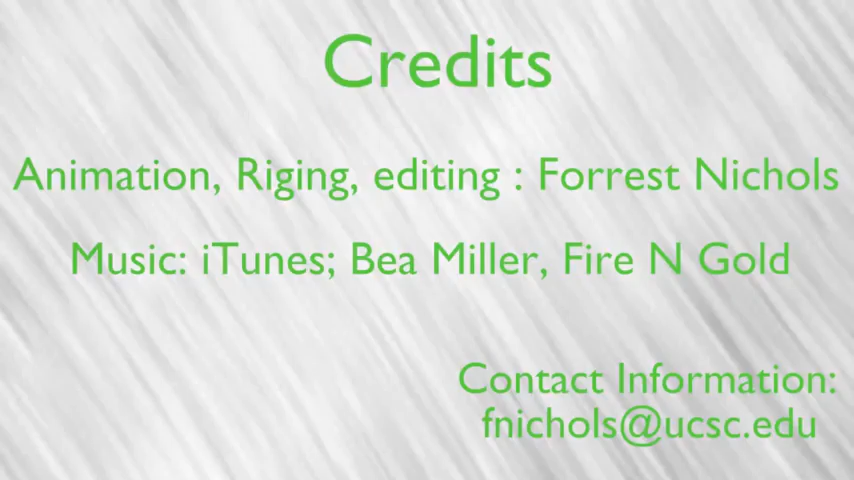 Credits
Animation, Riging, editing : Forrest Nichols
Music: iTunes; Bea Miller, Fire N Gold
Contact Information:
fnichols@ucsc.edu